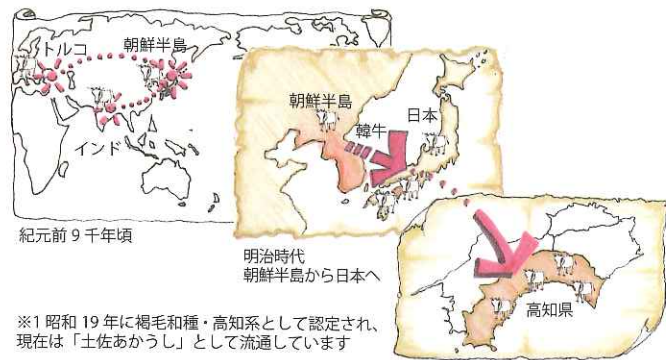 トルコ
朝鮮半島
インド
紀元前９千年頃
朝鮮半島
韓牛
日本
明治時代
朝鮮半島から日本へ
高知県
※1 昭和 19 年に褐毛和種・高知系として認定され、
現在は「土佐あかうし」として流通しています